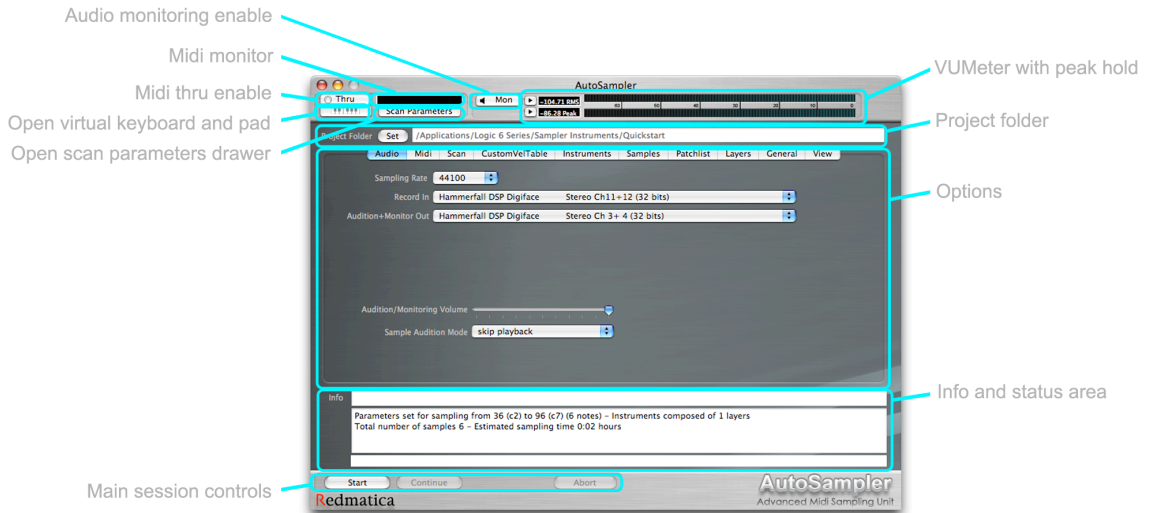 Audio monitoring enable
Midi monitor
Midi thru enable
Open virtual keyboard and pad
Open scan parameters drawer
VUMeter with peak hold
Project folder
Options
Info and status area
Main session controls
AutoSampler
Thru
Mon
-104.71 RMS
60 50 40 30 20 10 0
Scan Parameters
-86.28 Peak
Project Folder Set /Applications/Logic 6 Series/Sampler Instruments/Quickstart
Audio Midi Scan CustomVelTable Instruments Samples Patchlist Layers General View
Sampling Rate 44100
Record In Hammerfall DSP Digiface Stereo Ch11+12 (32 bits)
Audition+Monitor Out Hammerfall DSP Digiface Stereo Ch 3+ 4 (32 bits)
Audition/Monitoring Volume
Sample Audition Mode skip playback
Info
Parameters set for sampling from 36 (c2) to 96 (c7) (6 notes) – Instruments composed of 1 layers
Total number of samples 6 – Estimated sampling time 0:02 hours
Start Continue Abort
AutoSampler
Redmatica
Advanced Midi Sampling Unit